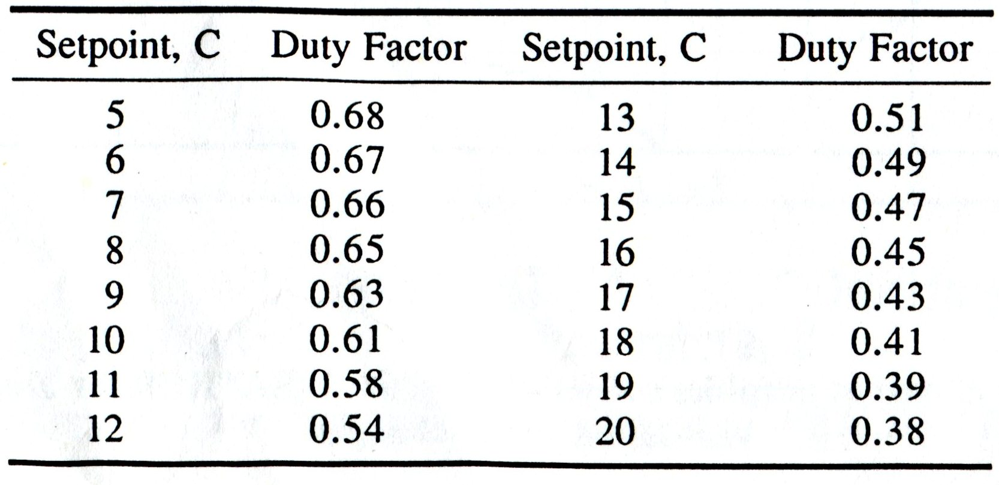 Setpoint, C Duty Factor Setpoint, C Duty Factor
5 0.68 13 0.51
6 0.67 14 0.49
7 0.66 15 0.47
8 0.65 16 0.45
9 0.63 17 0.43
10 0.61 18 0.41
11 0.58 19 0.39
12 0.54 20 0.38